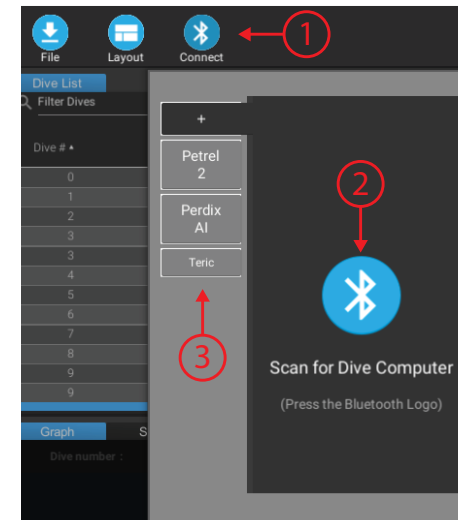 File
Layout
Connect
1
Dive List
Filter Dives
Dive #
0
1
2
3
3
4
5
6
7
8
9
9
Graph
S
Dive number :
+
Petrel
2
Perdix
AI
Teric
3
2
Scan for Dive Computer
(Press the Bluetooth Logo)